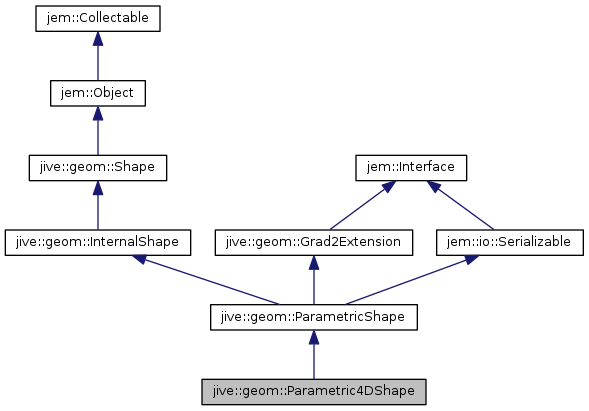 jem::Collectable
jem::Object
jive::geom::Shape
jem::Interface
jive::geom::InternalShape
jive::geom::Grad2Extension
jem::io::Serializable
jive::geom::ParametricShape
jive::geom::Parametric4DShape